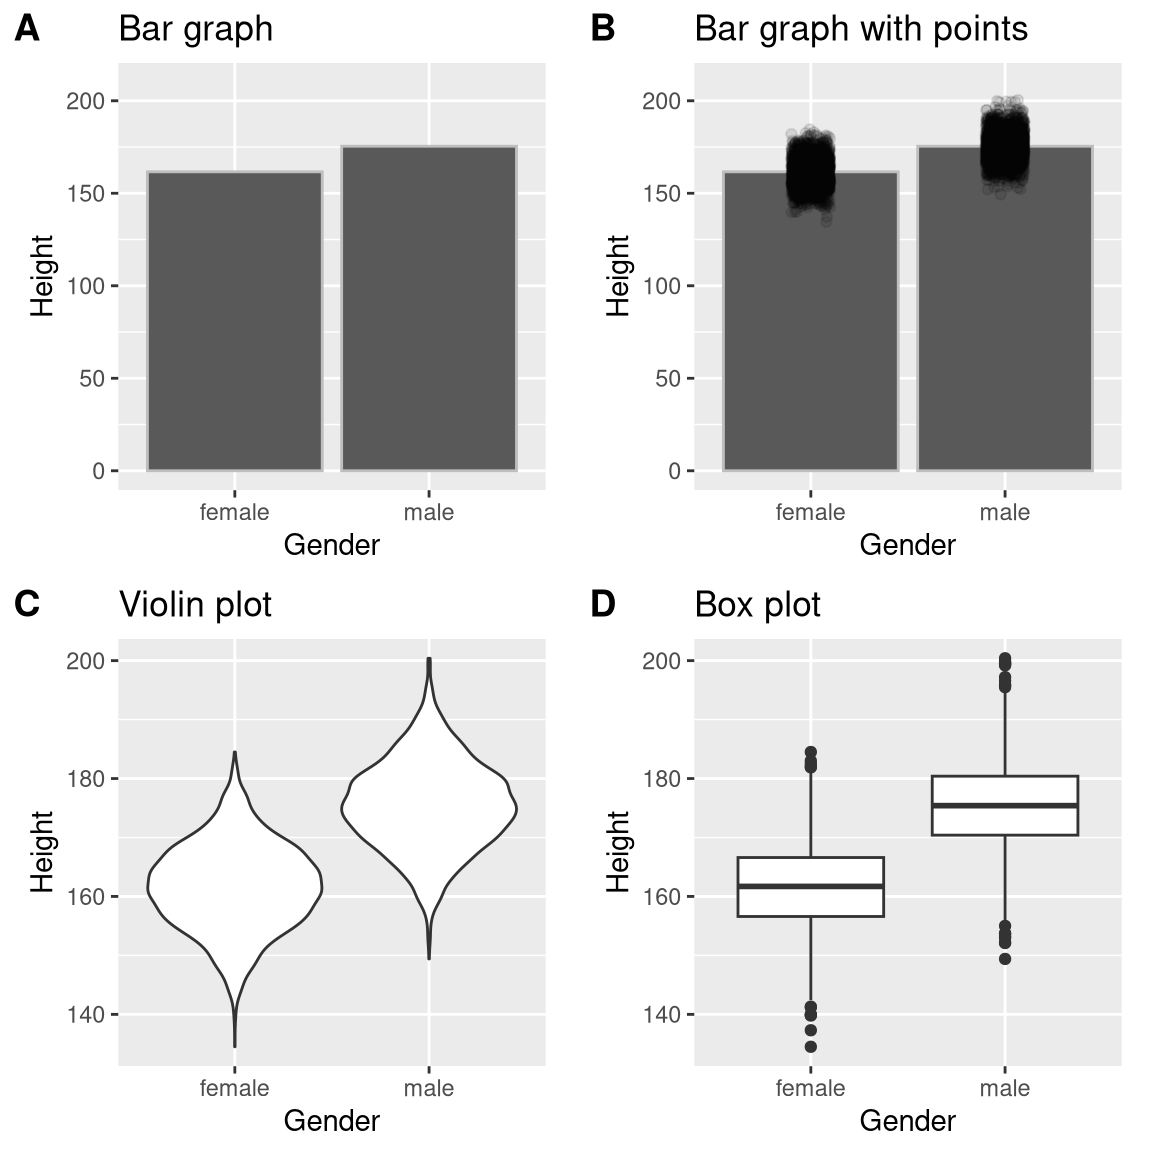 A Bar graph
200
150
100
50
0
Height
female male
Gender
B Bar graph with points
200
150
100
50
0
Height
female male
Gender
C Violin plot
200
180
160
140
Height
female male
Gender
D Box plot
200
180
160
140
Height
female male
Gender